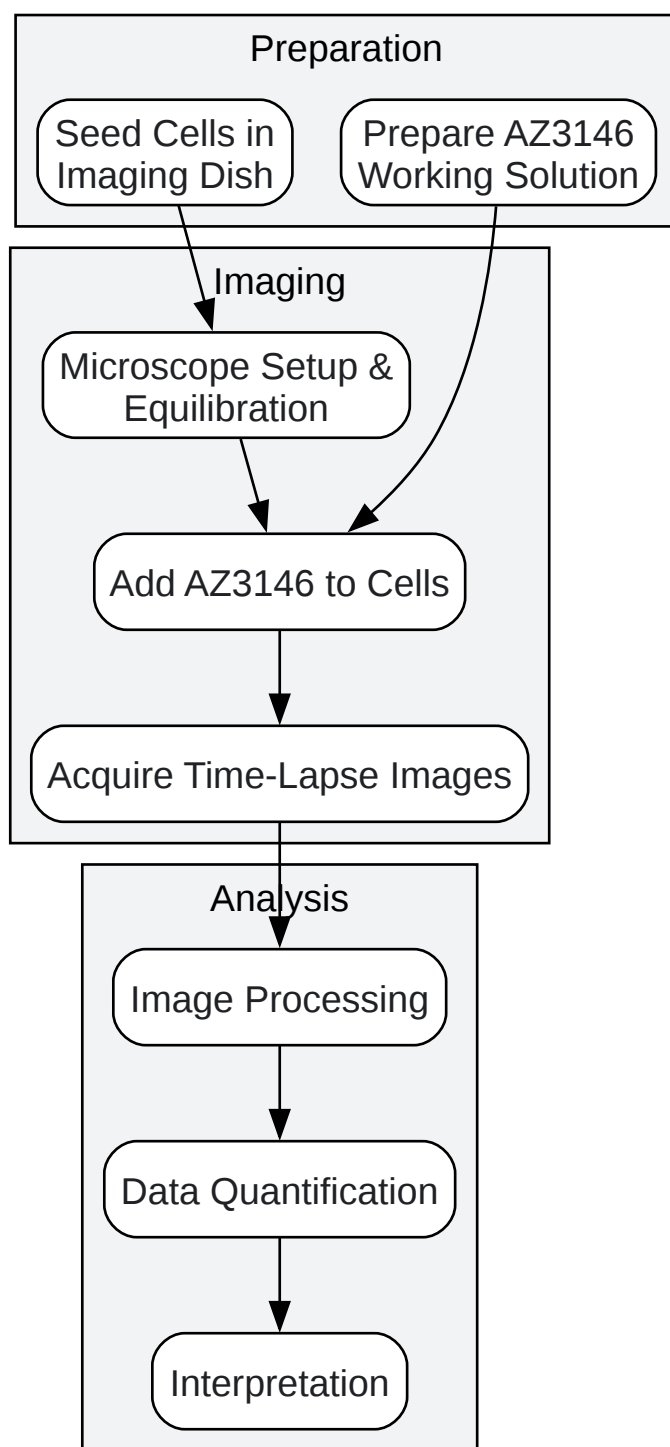 Preparation
Seed Cells in
Imaging Dish
Prepare AZ3146
Working Solution
Imaging
Microscope Setup &
Equilibration
Add AZ3146 to Cells
Acquire Time-Lapse Images
Analysis
Image Processing
Data Quantification
Interpretation